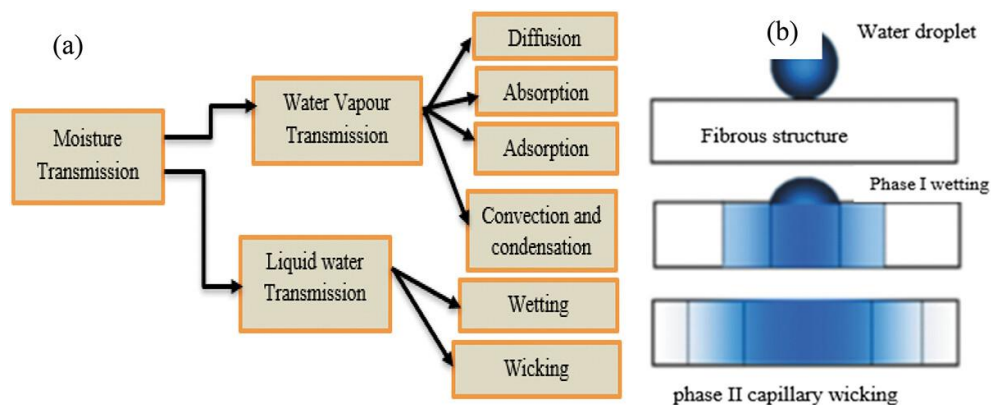 (a)
Moisture
Transmission
Water Vapour
Transmission
Liquid water
Transmission
Diffusion
Absorption
Adsorption
Convection and
condensation
Wetting
Wicking
(b)
Water droplet
Fibrous structure
Phase I wetting
phase II capillary wicking